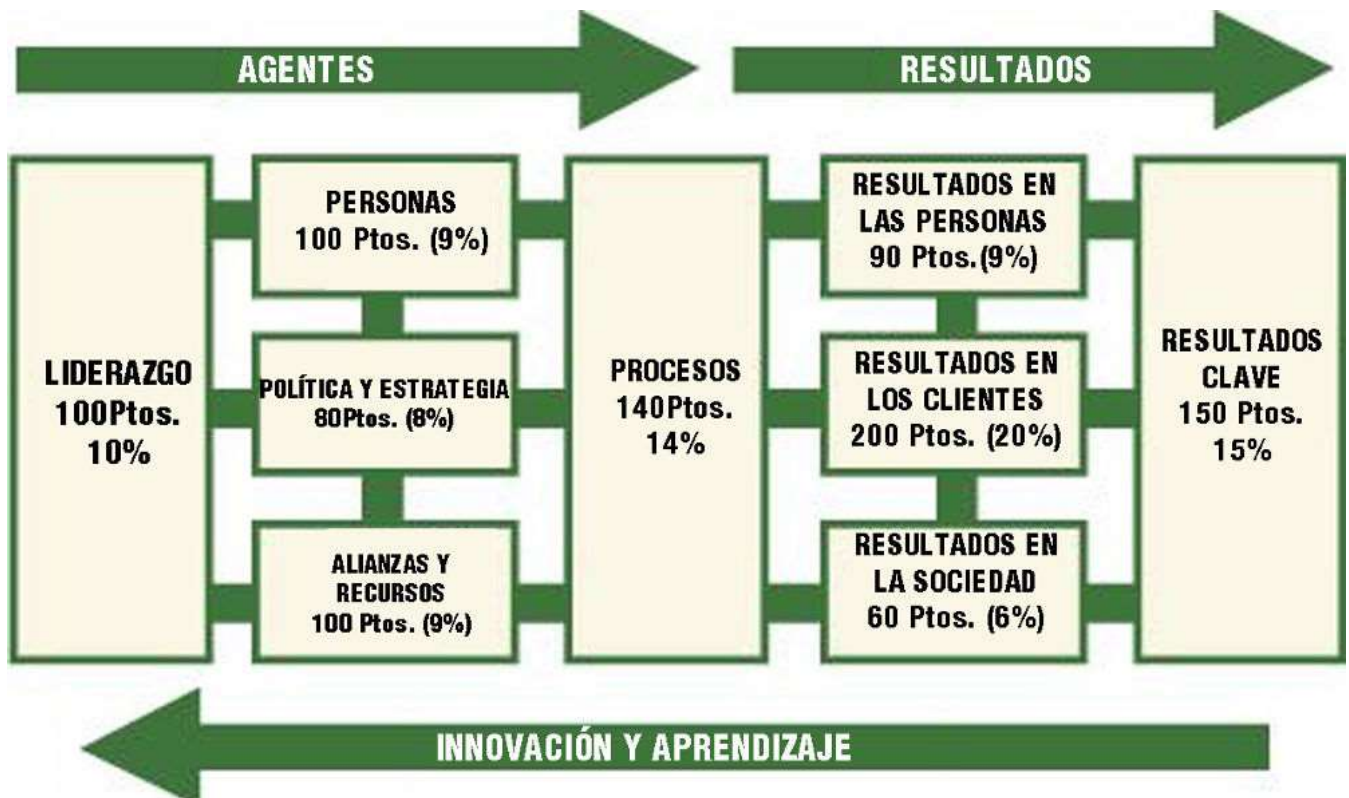 AGENTES
RESULTADOS
LIDERAZGO
100Ptos.
10%
PERSONAS
100 Ptos. (9%)
POLÍTICA Y ESTRATEGIA
80Ptos. (8%)
ALIANZAS Y
RECURSOS
100 Ptos. (9%)
PROCESOS
140Ptos.
14%
RESULTADOS EN
LAS PERSONAS
90 Ptos.(9%)
RESULTADOS EN
LOS CLIENTES
200 Ptos. (20%)
RESULTADOS EN
LA SOCIEDAD
60 Ptos. (6%)
RESULTADOS
CLAVE
150 Ptos.
15%
INNOVACIÓN Y APRENDIZAJE